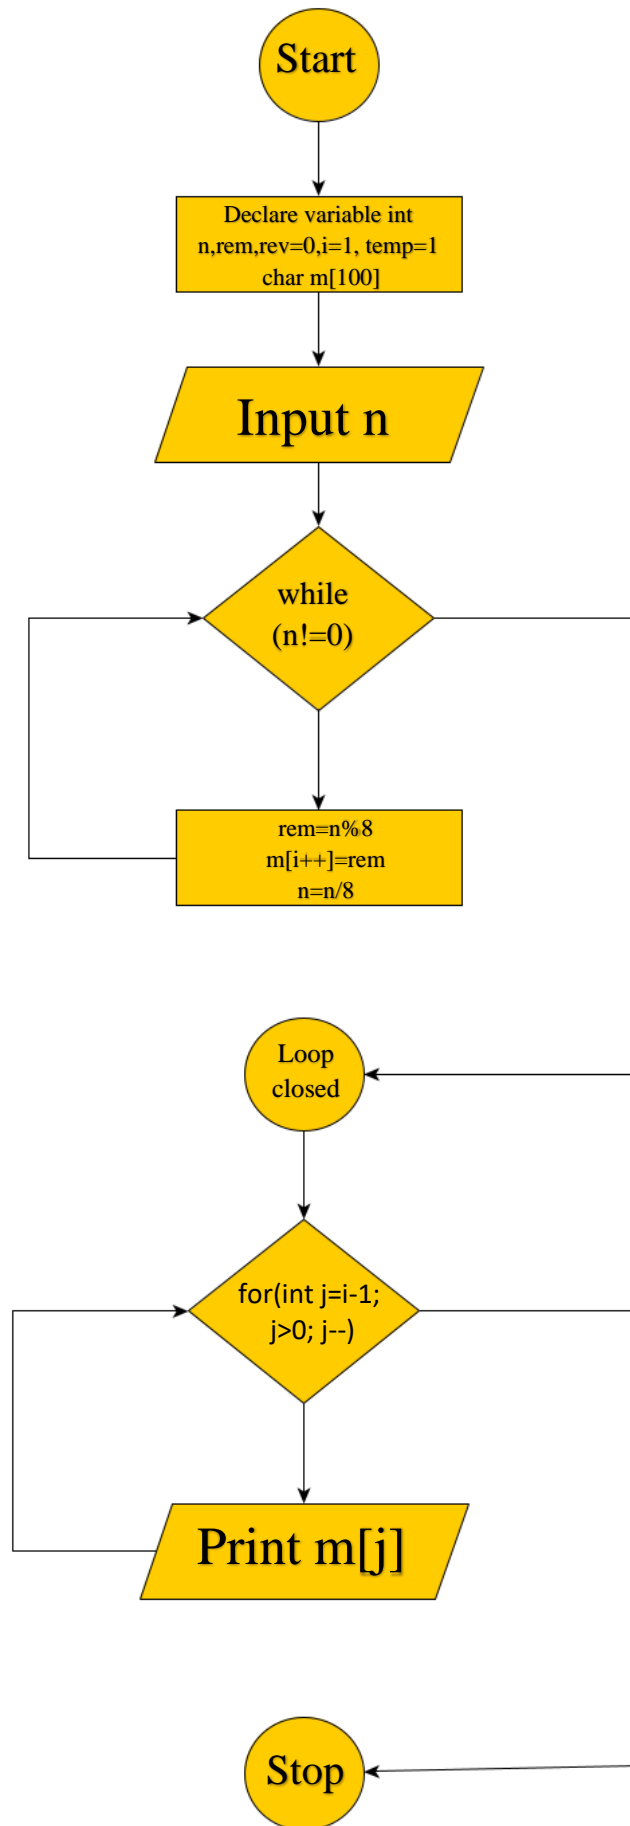 Start
Declare variable int
n,rem,rev=0,i=1, temp=1
char m[100]
Input n
while
(n!=0)
rem=n%8
m[i++]=rem
n=n/8
Loop
closed
for(int j=i-1;
j>0; j--)
Print m[j]
Stop